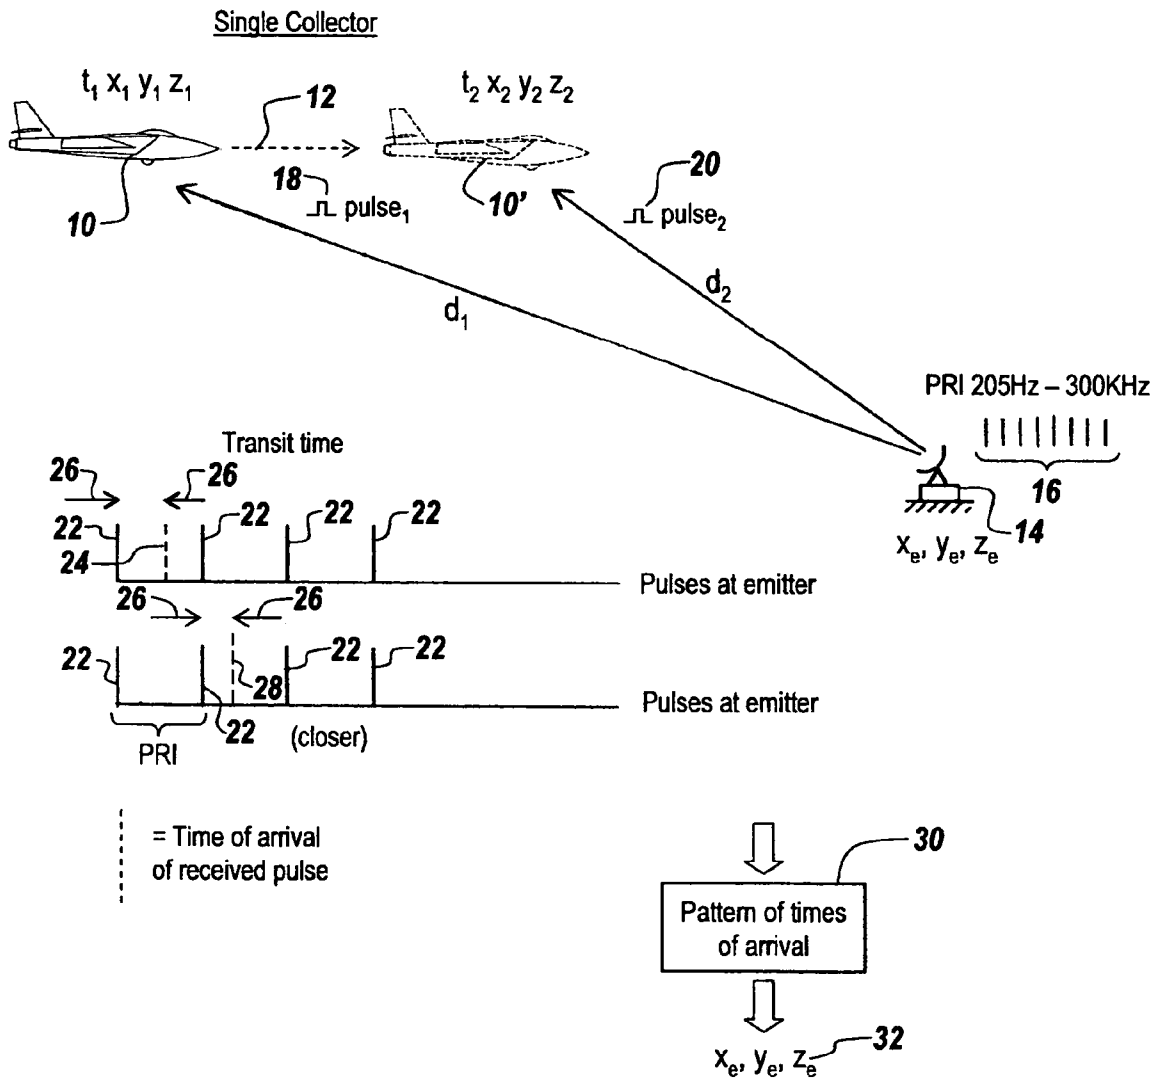 Single Collector
t1 x1 y1 z1
12
t2 x2 y2 z2
18
20
10
pulse1
10'
pulse2
d1
d2
PRI 205Hz – 300KHz
16
14
xe, ye, ze
Transit time
26
26
22
22
22
22
24
Pulses at emitter
26
26
22
22
22
28
22
Pulses at emitter
PRI
(closer)
= Time of arrival
of received pulse
30
Pattern of times
of arrival
xe, ye, ze
32